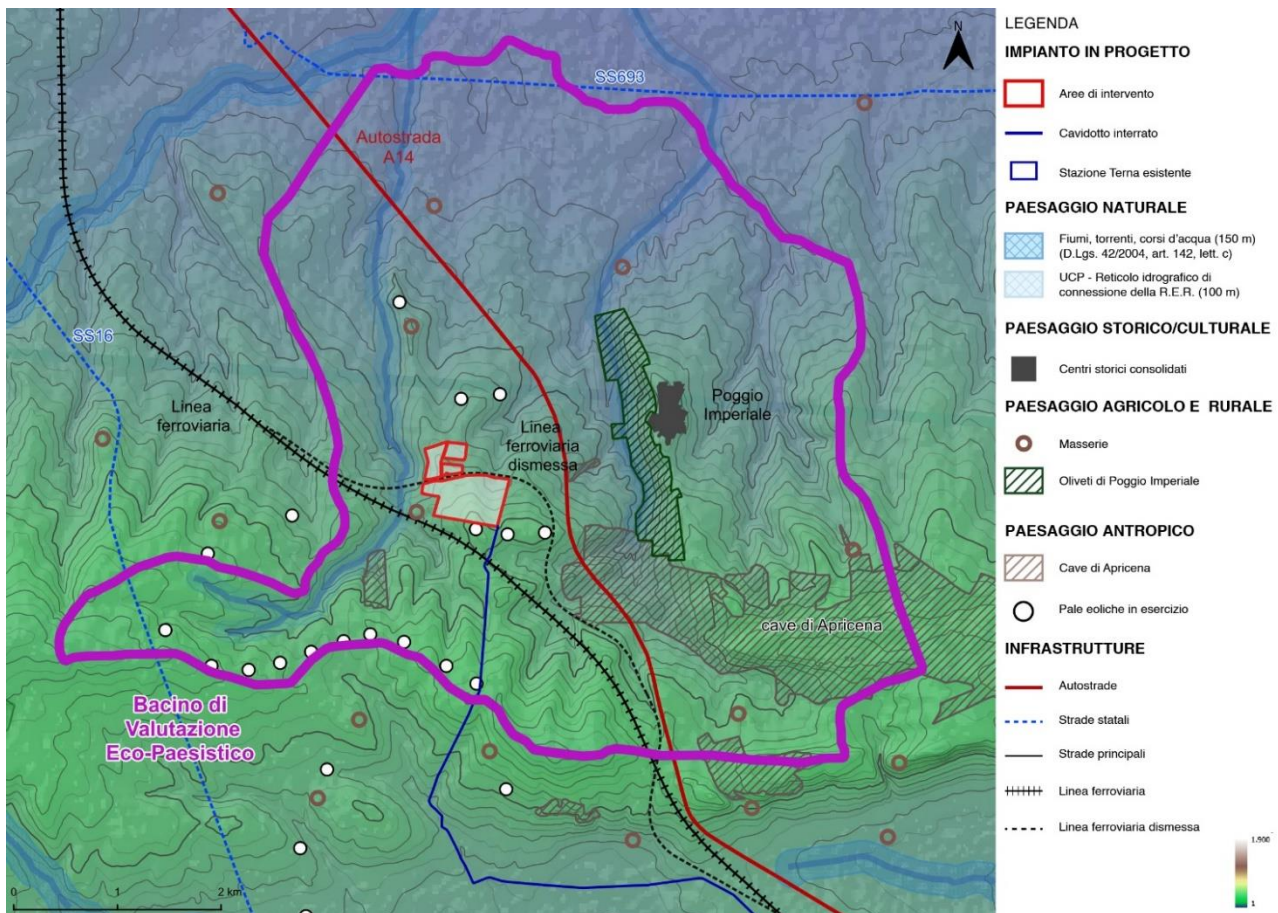 SS693
Autostrada
A14
SS16
Linea
ferroviaria
Linea
ferroviaria
dismessa
Poggio
Imperiale
cave di Apricena
Bacino di
Valutazione
Eco-Paesistico
0 1 2 km
N
LEGENDA
IMPIANTO IN PROGETTO
Aree di intervento
Cavidotto interrato
Stazione Terna esistente
PAESAGGIO NATURALE
Fiumi, torrenti, corsi d'acqua (150 m)
(D.Lgs. 42/2004, art. 142, lett. c)
UCP - Reticolo idrografico di
connessione della R.E.R. (100 m)
PAESAGGIO STORICO/CULTURALE
Centri storici consolidati
PAESAGGIO AGRICOLO E RURALE
Masserie
Oliveti di Poggio Imperiale
PAESAGGIO ANTROPICO
Cave di Apricena
Pale eoliche in esercizio
INFRASTRUTTURE
Autostrade
Strade statali
Strade principali
Linea ferroviaria
Linea ferroviaria dismessa
1.900
1